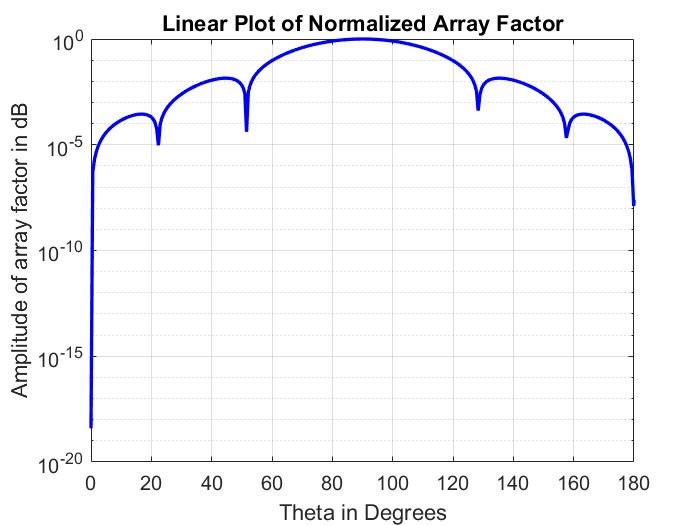 Linear Plot of Normalized Array Factor
10^0
10^-5
10^-10
10^-15
10^-20
Amplitude of array factor in dB
0 20 40 60 80 100 120 140 160 180
Theta in Degrees